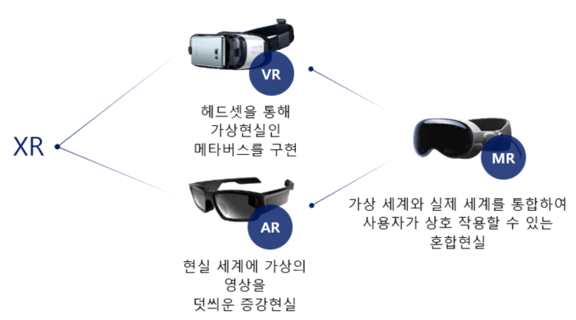 XR
VR
헤드셋을 통해
가상현실인
메타버스를 구현
AR
현실 세계에 가상의
영상을
덧씌운 증강현실
MR
가상 세계와 실제 세계를 통합하여
사용자가 상호 작용할 수 있는
혼합현실